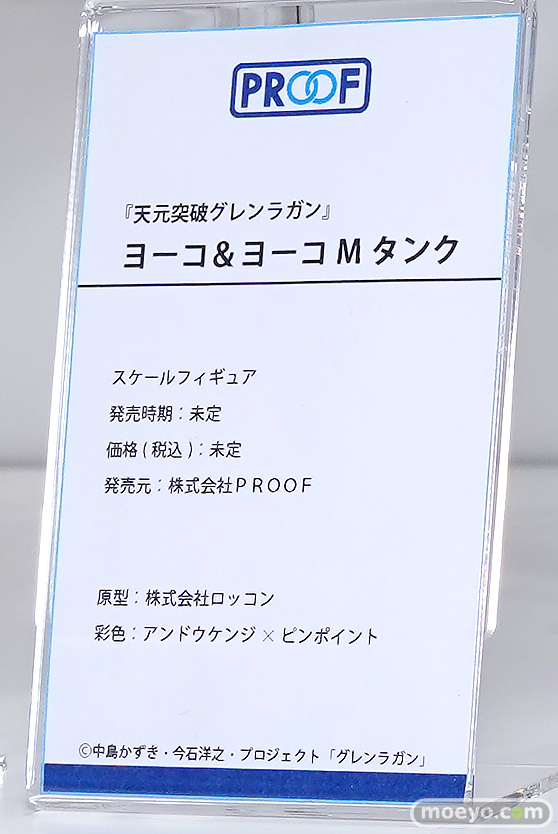 PROOF
『天元突破グレンラガン』
ヨーコ&ヨーコ M タンク
スケールフィギュア
発売時期：未定
価格(税込)：未定
発売元：株式会社PROOF
原型：株式会社ロッコン
彩色：アンドウケンジ×ピンポイント
©中島かずき・今石洋之・プロジェクト「グレンラガン」
moeyo.com